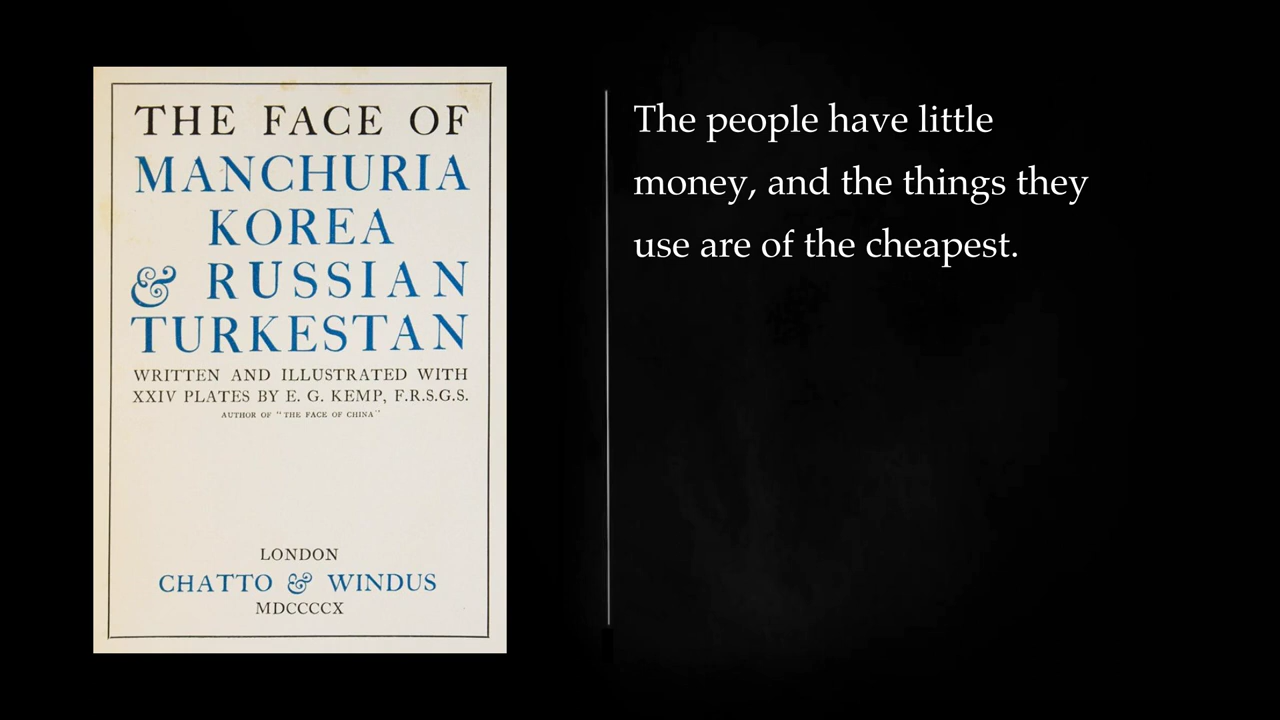 THE FACE OF
MANCHURIA
KOREA
& RUSSIAN
TURKESTAN
WRITTEN AND ILLUSTRATED WITH
XXIV PLATES BY E. G. KEMP, F.R.S.G.S.
AUTHOR OF "THE FACE OF CHINA"
LONDON
CHATTO & WINDUS
MDCCCCX
The people have little
money, and the things they
use are of the cheapest.